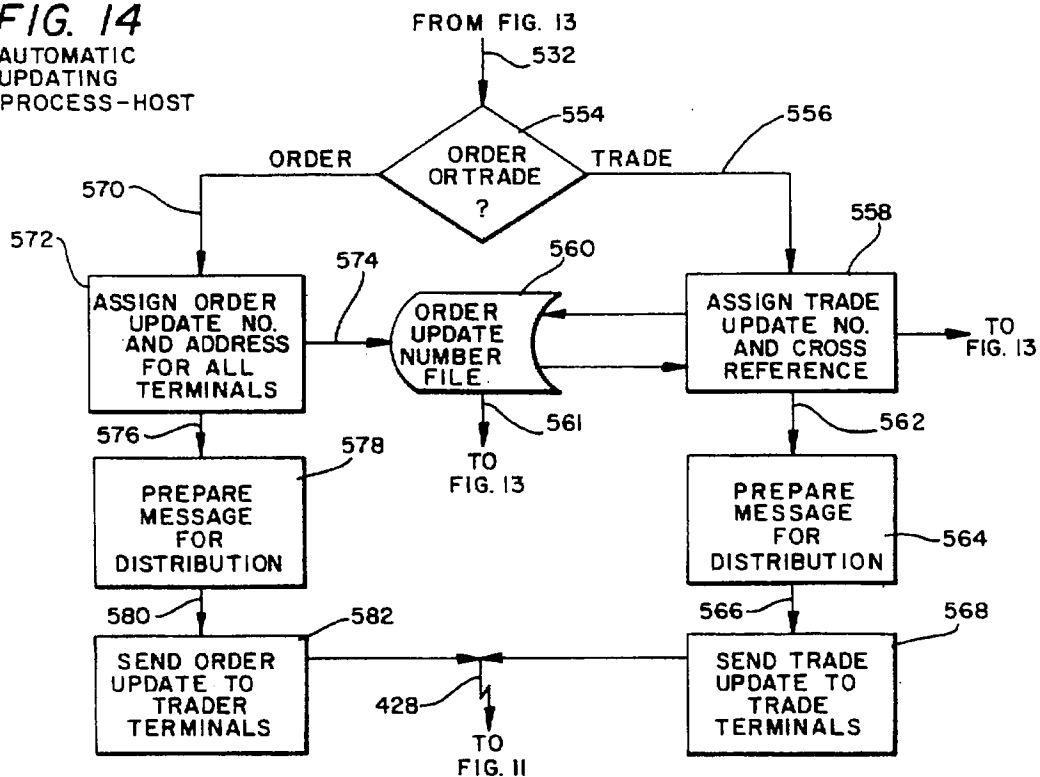 FIG. 14
AUTOMATIC
UPDATING
PROCESS-HOST
FROM FIG. 13
532
554
556
ORDER
ORDER
OR TRADE
?
TRADE
570
572
574
560
558
ASSIGN ORDER
UPDATE NO.
AND ADDRESS
FOR ALL
TERMINALS
ORDER
UPDATE
NUMBER
FILE
ASSIGN TRADE
UPDATE NO.
AND CROSS
REFERENCE
TO
FIG. 13
576
578
561
562
TO
FIG. 13
PREPARE
MESSAGE
FOR
DISTRIBUTION
PREPARE
MESSAGE
FOR
DISTRIBUTION
564
580
582
566
568
SEND ORDER
UPDATE TO
TRADER
TERMINALS
428
SEND TRADE
UPDATE TO
TRADE
TERMINALS
TO
FIG. 11